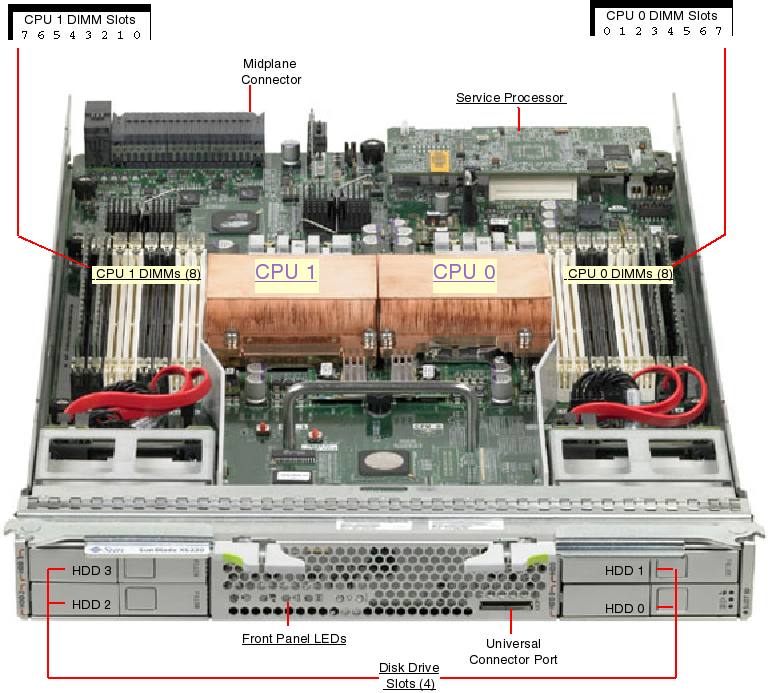 CPU 1 DIMM Slots
7 6 5 4 3 2 1 0
CPU 0 DIMM Slots
0 1 2 3 4 5 6 7
Midplane
Connector
Service Processor
CPU 1 DIMMs (8)
CPU 1
CPU 0
CPU 0 DIMMs (8)
Sun Blade X6220
HDD 3
HDD 1
HDD 2
HDD 0
Front Panel LEDs
Universal
Connector Port
Disk Drive
Slots (4)